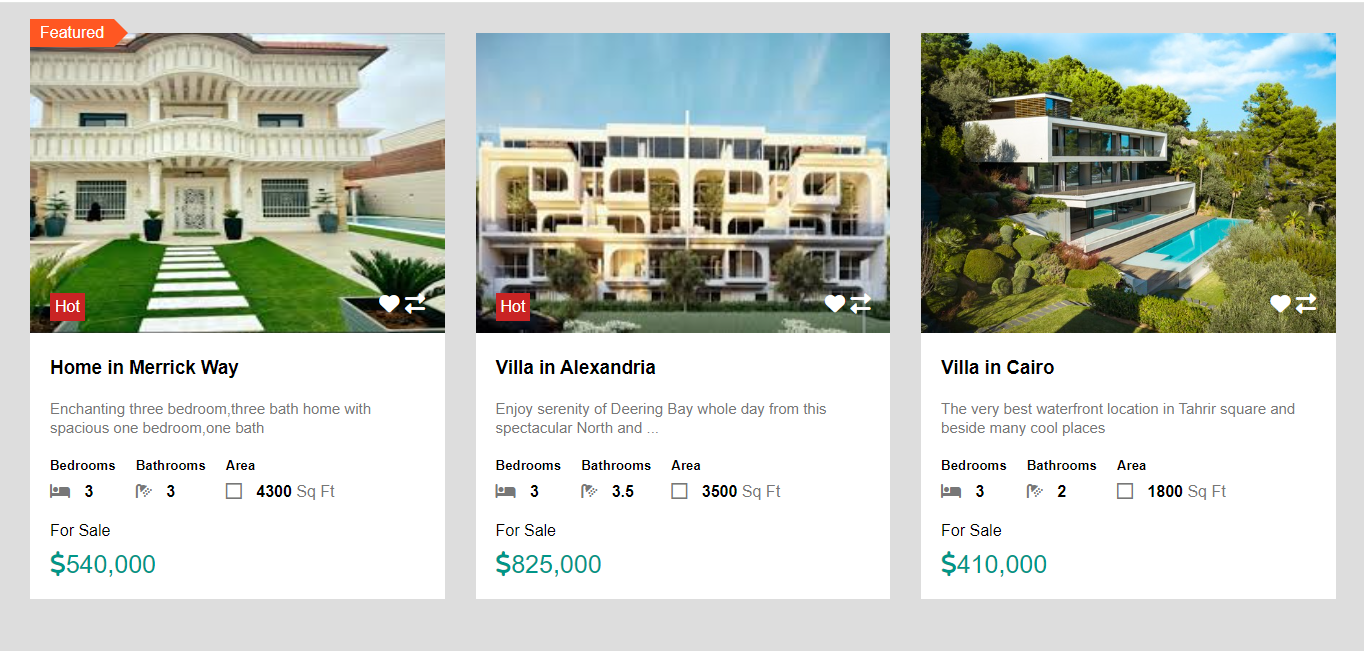 Featured
Hot
Home in Merrick Way
Enchanting three bedroom,three bath home with
spacious one bedroom,one bath
Bedrooms Bathrooms Area
3 3 4300 Sq Ft
For Sale
$540,000
Hot
Villa in Alexandria
Enjoy serenity of Deering Bay whole day from this
spectacular North and ...
Bedrooms Bathrooms Area
3 3.5 3500 Sq Ft
For Sale
$825,000
Villa in Cairo
The very best waterfront location in Tahrir square and
beside many cool places
Bedrooms Bathrooms Area
3 2 1800 Sq Ft
For Sale
$410,000